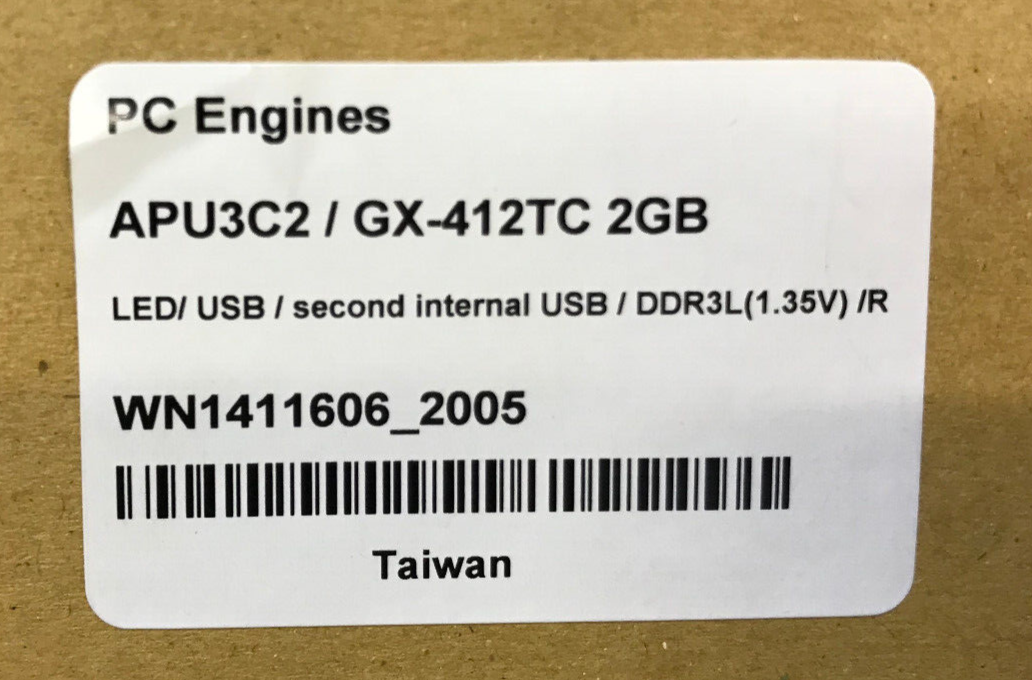 PC Engines
APU3C2 / GX-412TC 2GB
LED/ USB / second internal USB / DDR3L(1.35V) /R
WN1411606_2005
Taiwan